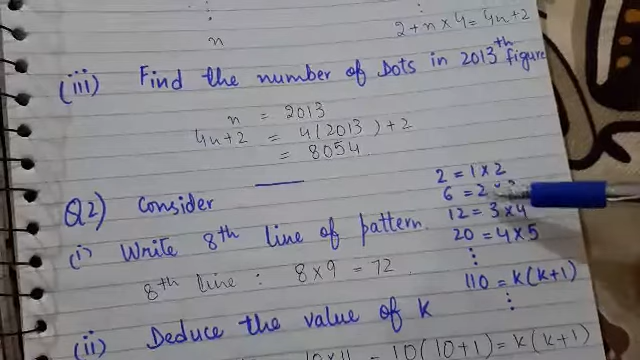 n
2+n×4=4n+2
(iii) Find the number of Dots in 2013th figure
n = 2013
4n+2 = 4(2013)+2
= 8054
Q2) Consider
2 = 1×2
6 = 2
12 = 3×4
20 = 4×5
⋮
110 = k(k+1)
⋮
(i) Write 8th line of pattern.
8th line : 8×9 = 72
(ii) Deduce the value of k
10×11 = 10(10+1) = k(k+1)